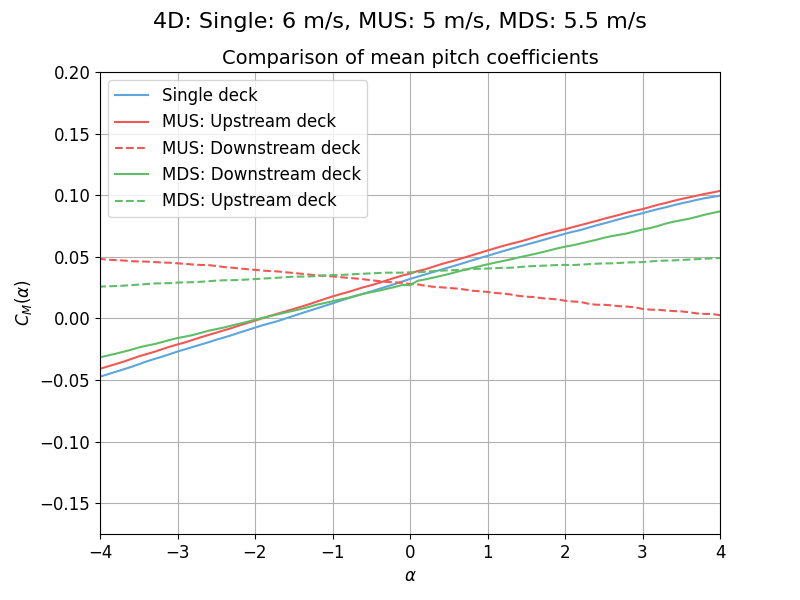 4D: Single: 6 m/s, MUS: 5 m/s, MDS: 5.5 m/s
Comparison of mean pitch coefficients
Single deck
MUS: Upstream deck
MUS: Downstream deck
MDS: Downstream deck
MDS: Upstream deck
0.20
0.15
0.10
0.05
0.00
−0.05
−0.10
−0.15
C_M(α)
−4 −3 −2 −1 0 1 2 3 4
α